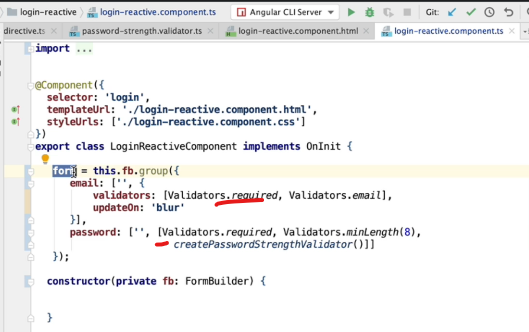 login-reactive login-reactive.component.ts Angular CLI Server Git:
directive.ts password-strength.validator.ts login-reactive.component.html login-reactive.component.ts
import ...
@Component({
selector: 'login',
templateUrl: './login-reactive.component.html',
styleUrls: ['./login-reactive.component.css']
})
export class LoginReactiveComponent implements OnInit {
form = this.fb.group({
email: ['', {
validators: [Validators.required, Validators.email],
updateOn: 'blur'
}],
password: ['', [Validators.required, Validators.minLength(8),
createPasswordStrengthValidator()]]
});
constructor(private fb: FormBuilder) {
}